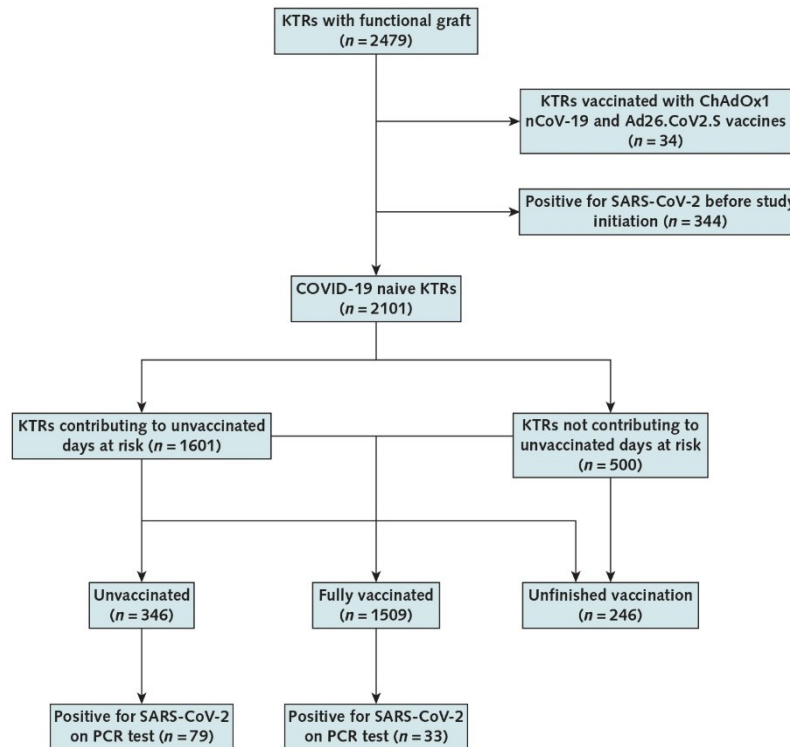 KTRs with functional graft
(n = 2479)
KTRs vaccinated with ChAdOx1
nCoV-19 and Ad26.CoV2.S vaccines
(n = 34)
Positive for SARS-CoV-2 before study
initiation (n = 344)
COVID-19 naive KTRs
(n = 2101)
KTRs contributing to unvaccinated
days at risk (n = 1601)
KTRs not contributing to
unvaccinated days at risk
(n = 500)
Unvaccinated
(n = 346)
Fully vaccinated
(n = 1509)
Unfinished vaccination
(n = 246)
Positive for SARS-CoV-2
on PCR test (n = 79)
Positive for SARS-CoV-2
on PCR test (n = 33)